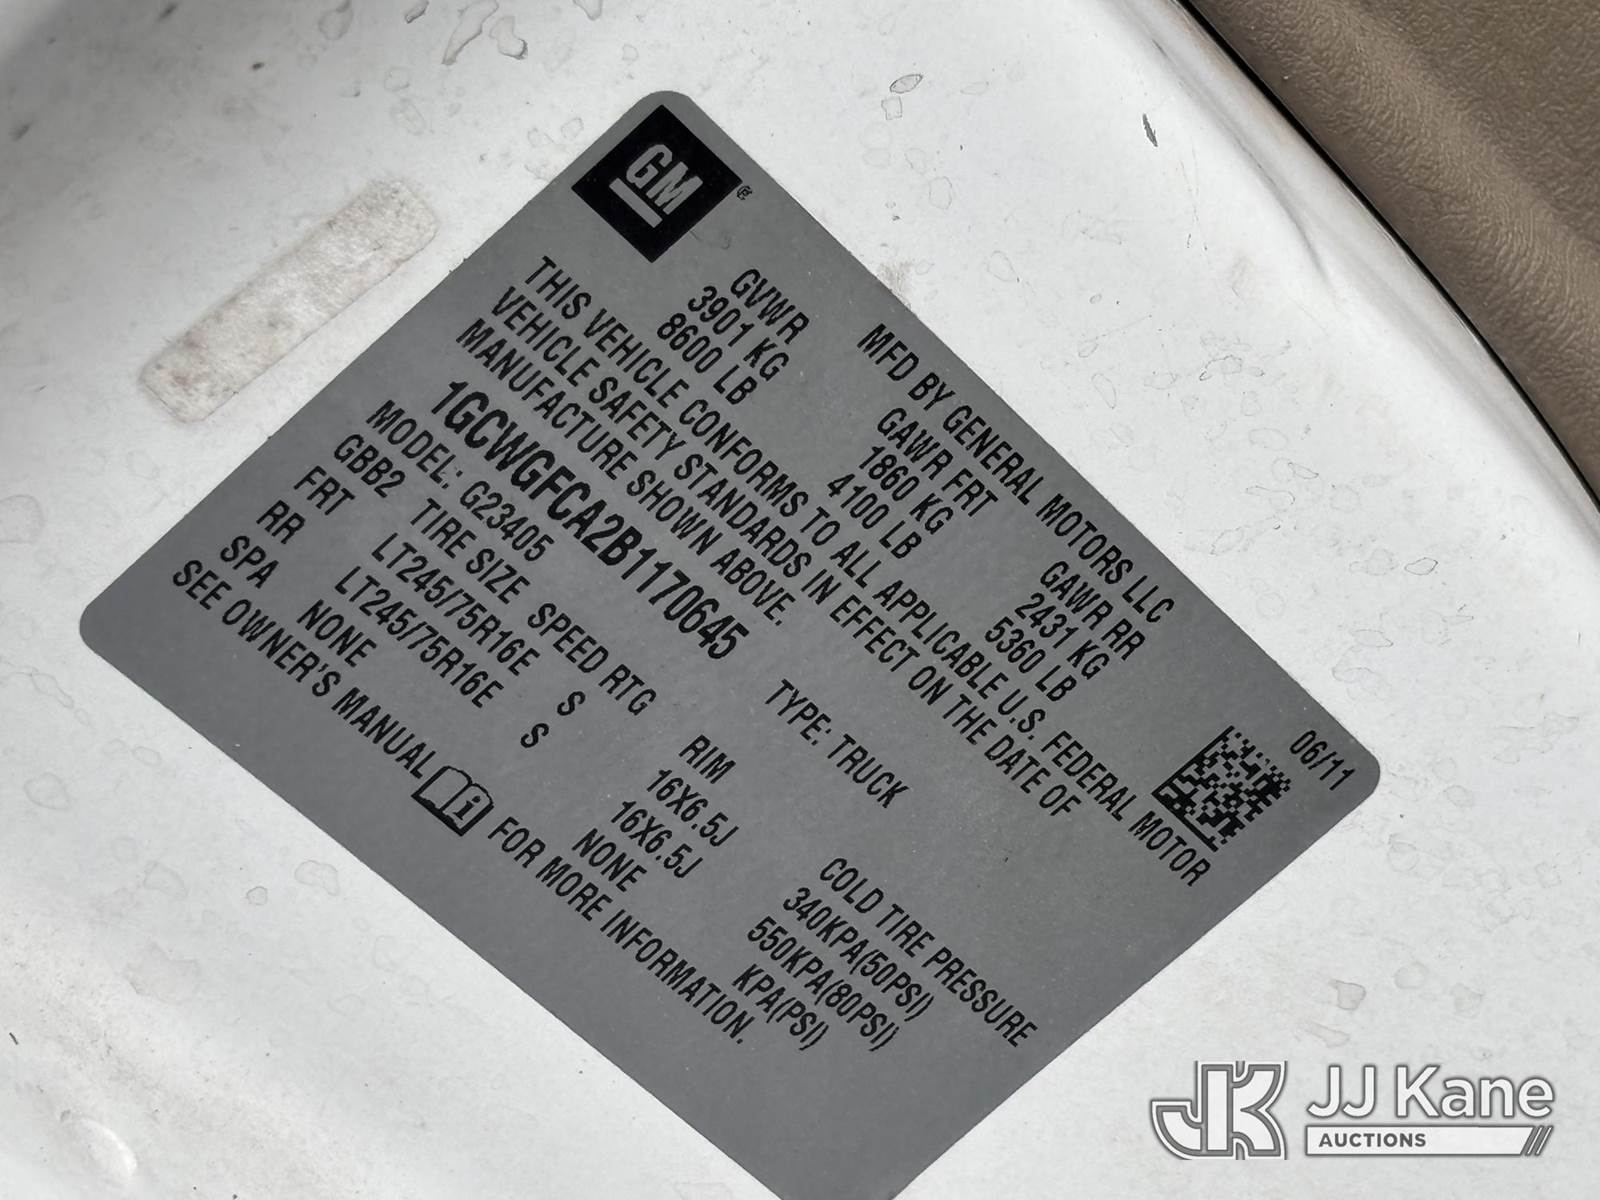 GM
MFD BY GENERAL MOTORS LLC 06/11
GVWR GAWR FRT GAWR RR
3901 KG 1860 KG 2431 KG
8600 LB 4100 LB 5360 LB
THIS VEHICLE CONFORMS TO ALL APPLICABLE U.S. FEDERAL MOTOR
VEHICLE SAFETY STANDARDS IN EFFECT ON THE DATE OF
MANUFACTURE SHOWN ABOVE.
1GCWGFCA2B1170645 TYPE: TRUCK
MODEL: G23405
GBB2 TIRE SIZE SPEED RTG RIM COLD TIRE PRESSURE
FRT LT245/75R16E S 16X6.5J 340KPA(50PSI)
RR LT245/75R16E S 16X6.5J 550KPA(80PSI)
SPA NONE NONE KPA(PSI)
SEE OWNER'S MANUAL i FOR MORE INFORMATION.
JK JJ Kane
AUCTIONS